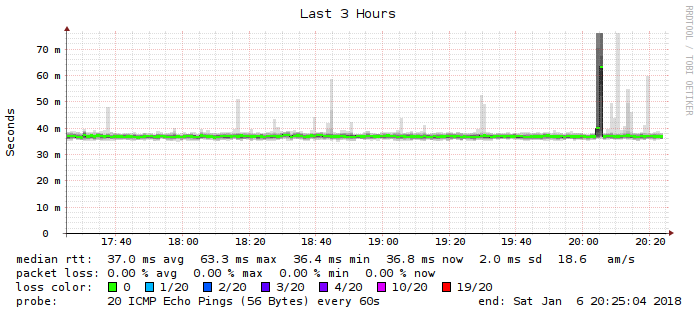 Last 3 Hours
RRDTOOL / TOBI OETIKER
Seconds
70 m
60 m
50 m
40 m
30 m
20 m
10 m
0
17:40 18:00 18:20 18:40 19:00 19:20 19:40 20:00 20:20
median rtt: 37.0 ms avg 63.3 ms max 36.4 ms min 36.8 ms now 2.0 ms sd 18.6 am/s
packet loss: 0.00 % avg 0.00 % max 0.00 % min 0.00 % now
loss color: 0 1/20 2/20 3/20 4/20 10/20 19/20
probe: 20 ICMP Echo Pings (56 Bytes) every 60s end: Sat Jan 6 20:25:04 2018